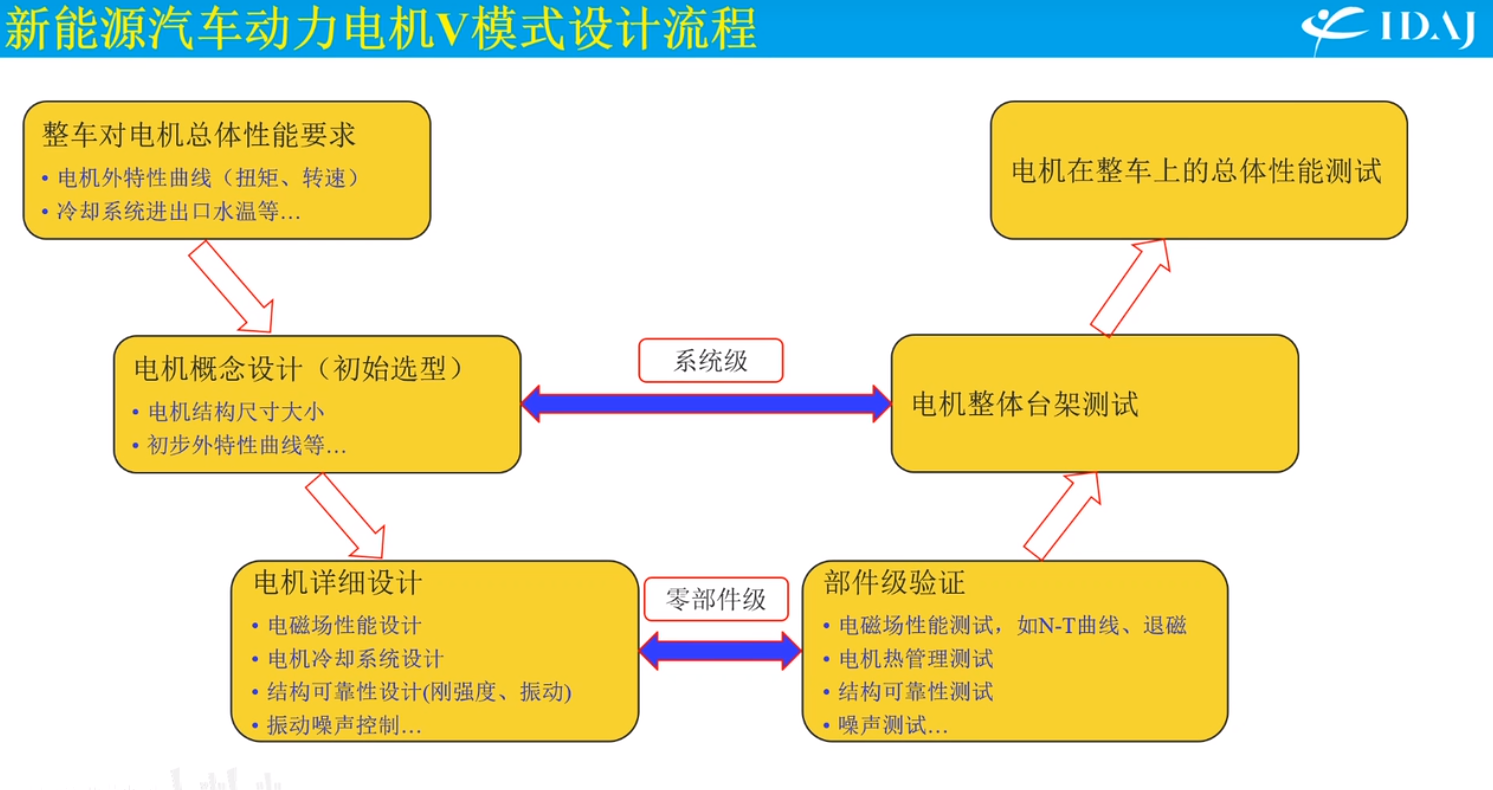 新能源汽车动力电机V模式设计流程
IDAJ
整车对电机总体性能要求
• 电机外特性曲线（扭矩、转速）
• 冷却系统进出口水温等…
电机在整车上的总体性能测试
电机概念设计（初始选型）
• 电机结构尺寸大小
• 初步外特性曲线等…
系统级
电机整体台架测试
电机详细设计
• 电磁场性能设计
• 电机冷却系统设计
• 结构可靠性设计(刚强度、振动)
• 振动噪声控制…
零部件级
部件级验证
• 电磁场性能测试，如N-T曲线、退磁
• 电机热管理测试
• 结构可靠性测试
• 噪声测试…